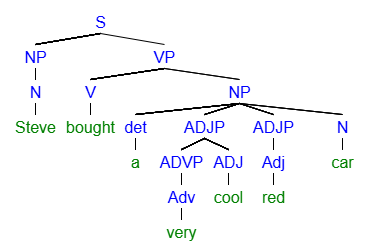 S
NP VP
N V NP
Steve bought det ADJP ADJP N
a ADVP ADJ Adj car
Adv cool red
very